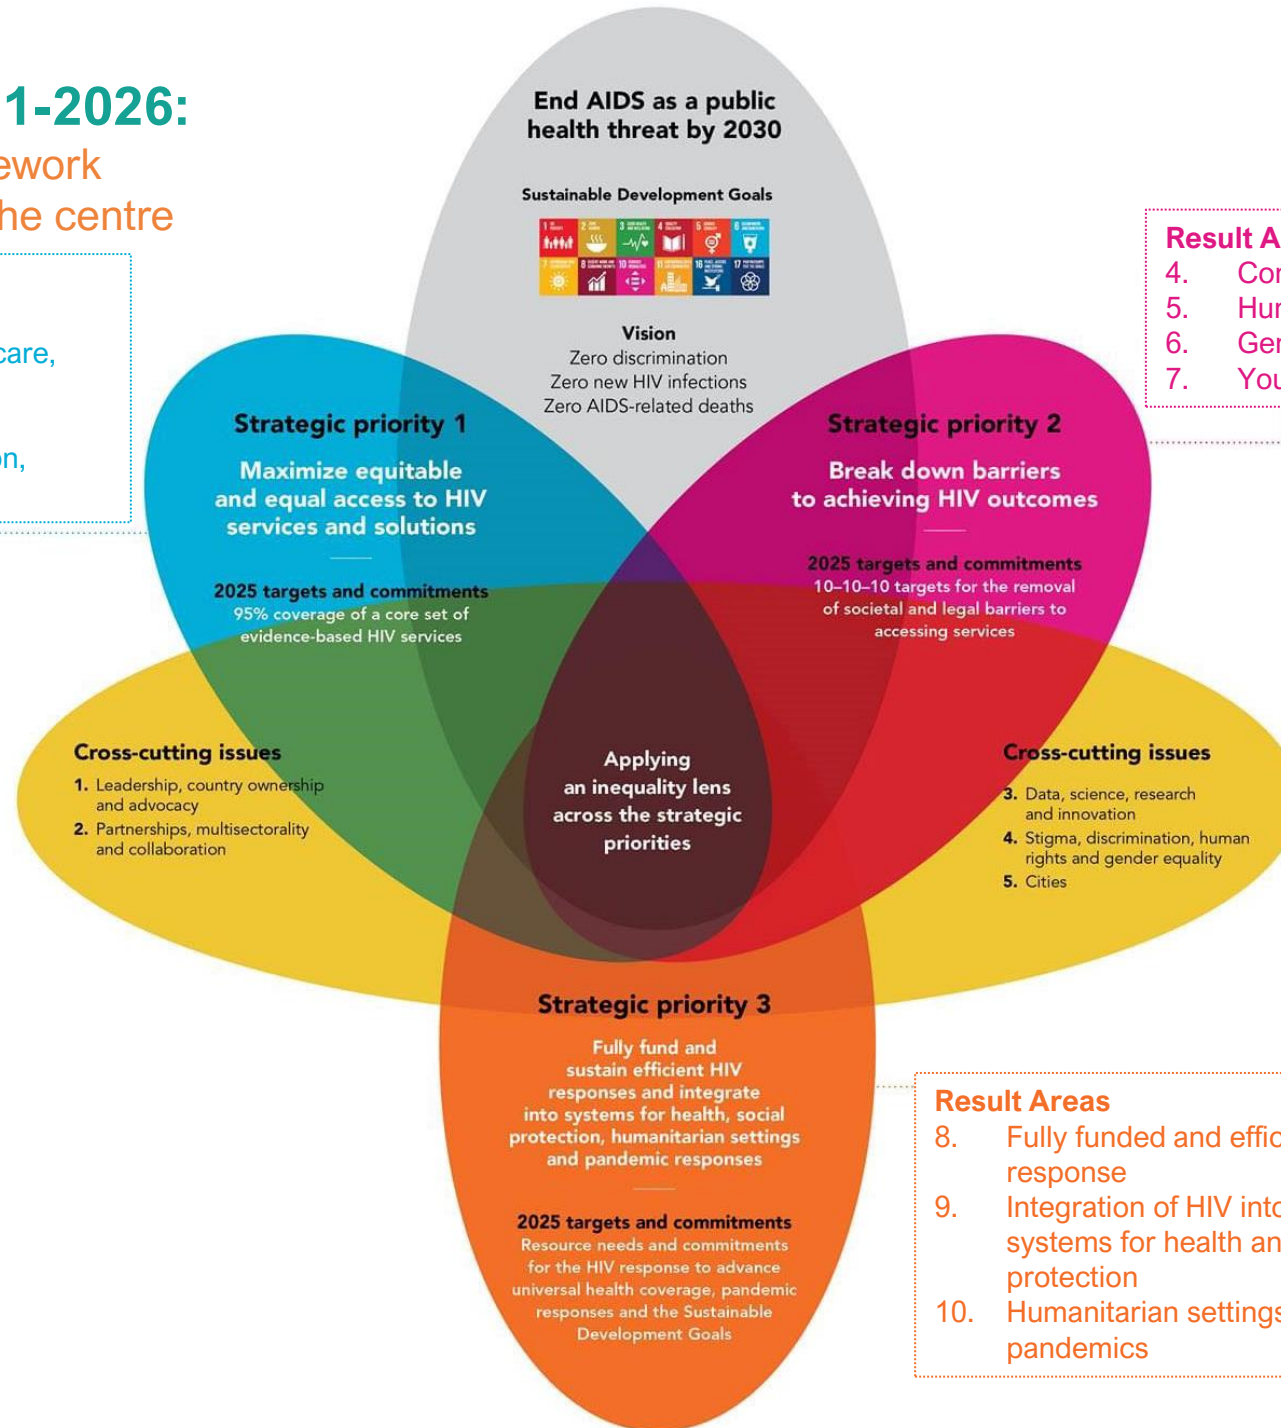 1-2026:
ework
he centre
care,
on,
End AIDS as a public
health threat by 2030
Sustainable Development Goals
Vision
Zero discrimination
Zero new HIV infections
Zero AIDS-related deaths
Result A
4. Con
5. Hum
6. Gen
7. You
Strategic priority 1
Maximize equitable
and equal access to HIV
services and solutions
2025 targets and commitments
95% coverage of a core set of
evidence-based HIV services
Strategic priority 2
Break down barriers
to achieving HIV outcomes
2025 targets and commitments
10–10–10 targets for the removal
of societal and legal barriers to
accessing services
Cross-cutting issues
1. Leadership, country ownership
and advocacy
2. Partnerships, multisectorality
and collaboration
Applying
an inequality lens
across the strategic
priorities
Cross-cutting issues
3. Data, science, research
and innovation
4. Stigma, discrimination, human
rights and gender equality
5. Cities
Strategic priority 3
Fully fund and
sustain efficient HIV
responses and integrate
into systems for health, social
protection, humanitarian settings
and pandemic responses
2025 targets and commitments
Resource needs and commitments
for the HIV response to advance
universal health coverage, pandemic
responses and the Sustainable
Development Goals
Result Areas
8. Fully funded and effic
response
9. Integration of HIV into
systems for health an
protection
10. Humanitarian settings
pandemics